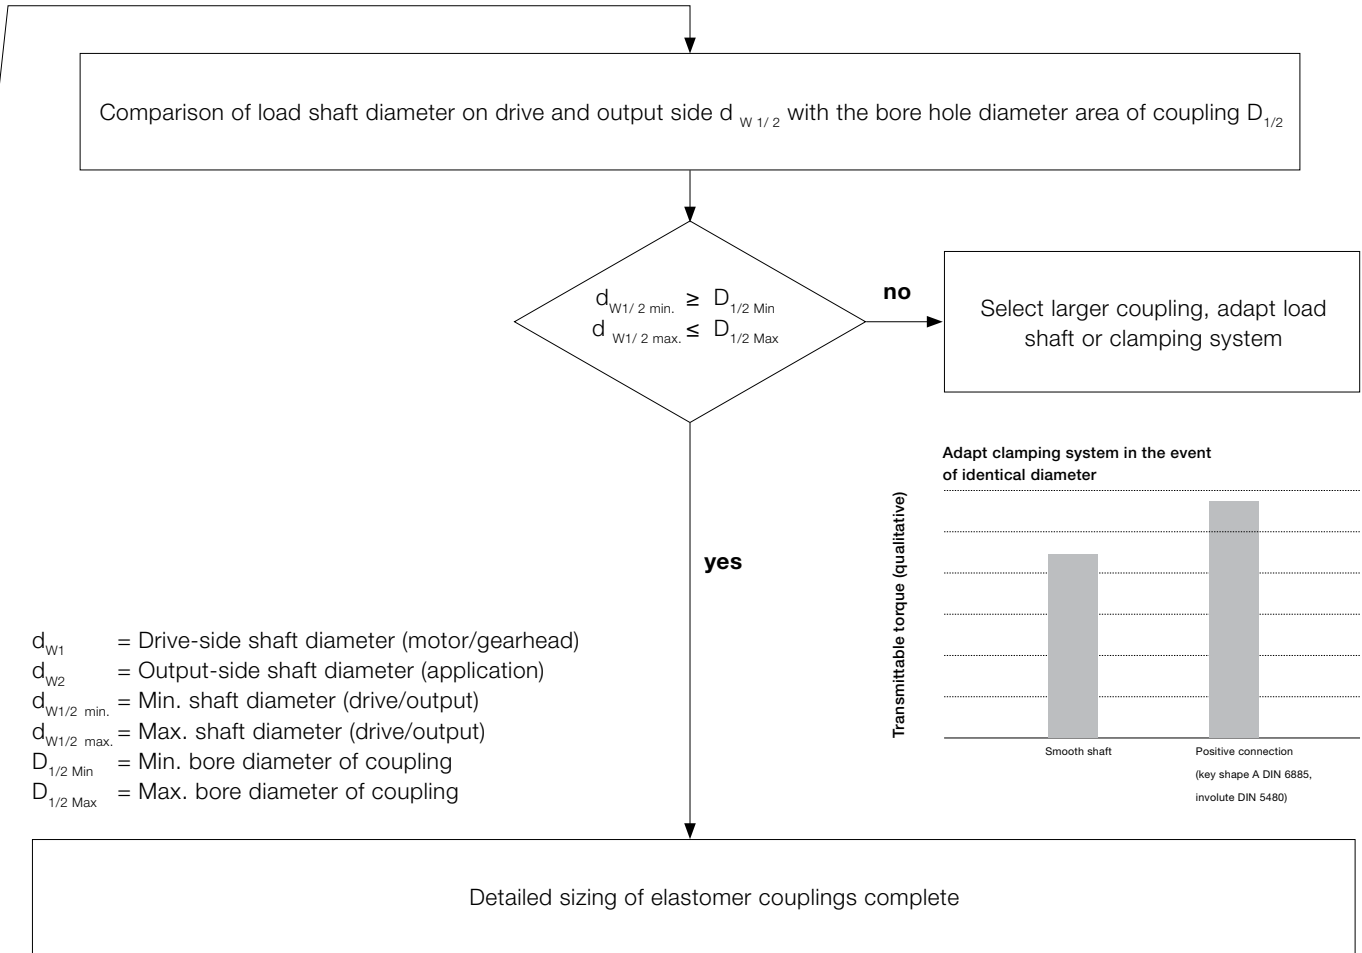 Comparison of load shaft diameter on drive and output side d W 1/ 2 with the bore hole diameter area of coupling D1/2
dW1/ 2 min. ≥ D1/2 Min
d W1/ 2 max. ≤ D1/2 Max
no
Select larger coupling, adapt load
shaft or clamping system
Adapt clamping system in the event
of identical diameter
Transmittable torque (qualitative)
Smooth shaft
Positive connection
(key shape A DIN 6885,
involute DIN 5480)
yes
dW1 = Drive-side shaft diameter (motor/gearhead)
dW2 = Output-side shaft diameter (application)
dW1/2 min. = Min. shaft diameter (drive/output)
dW1/2 max. = Max. shaft diameter (drive/output)
D1/2 Min = Min. bore diameter of coupling
D1/2 Max = Max. bore diameter of coupling
Detailed sizing of elastomer couplings complete